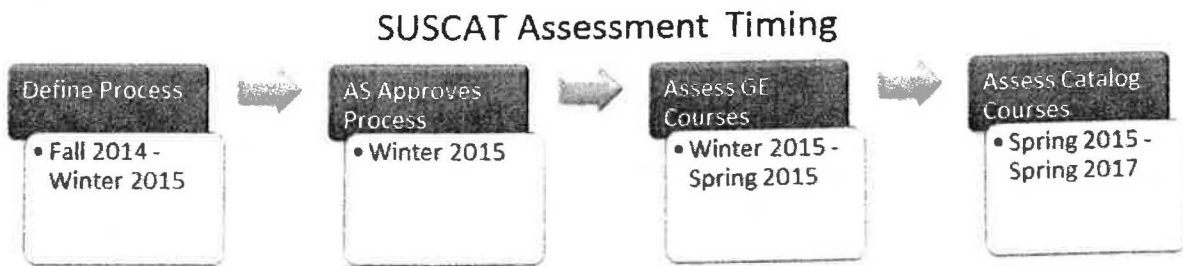 SUSCAT Assessment Timing
Define Process
• Fall 2014 -
Winter 2015
AS Approves
Process
• Winter 2015
Assess GE
Courses
• Winter 2015 -
Spring 2015
Assess Catalog
Courses
• Spring 2015 -
Spring 2017